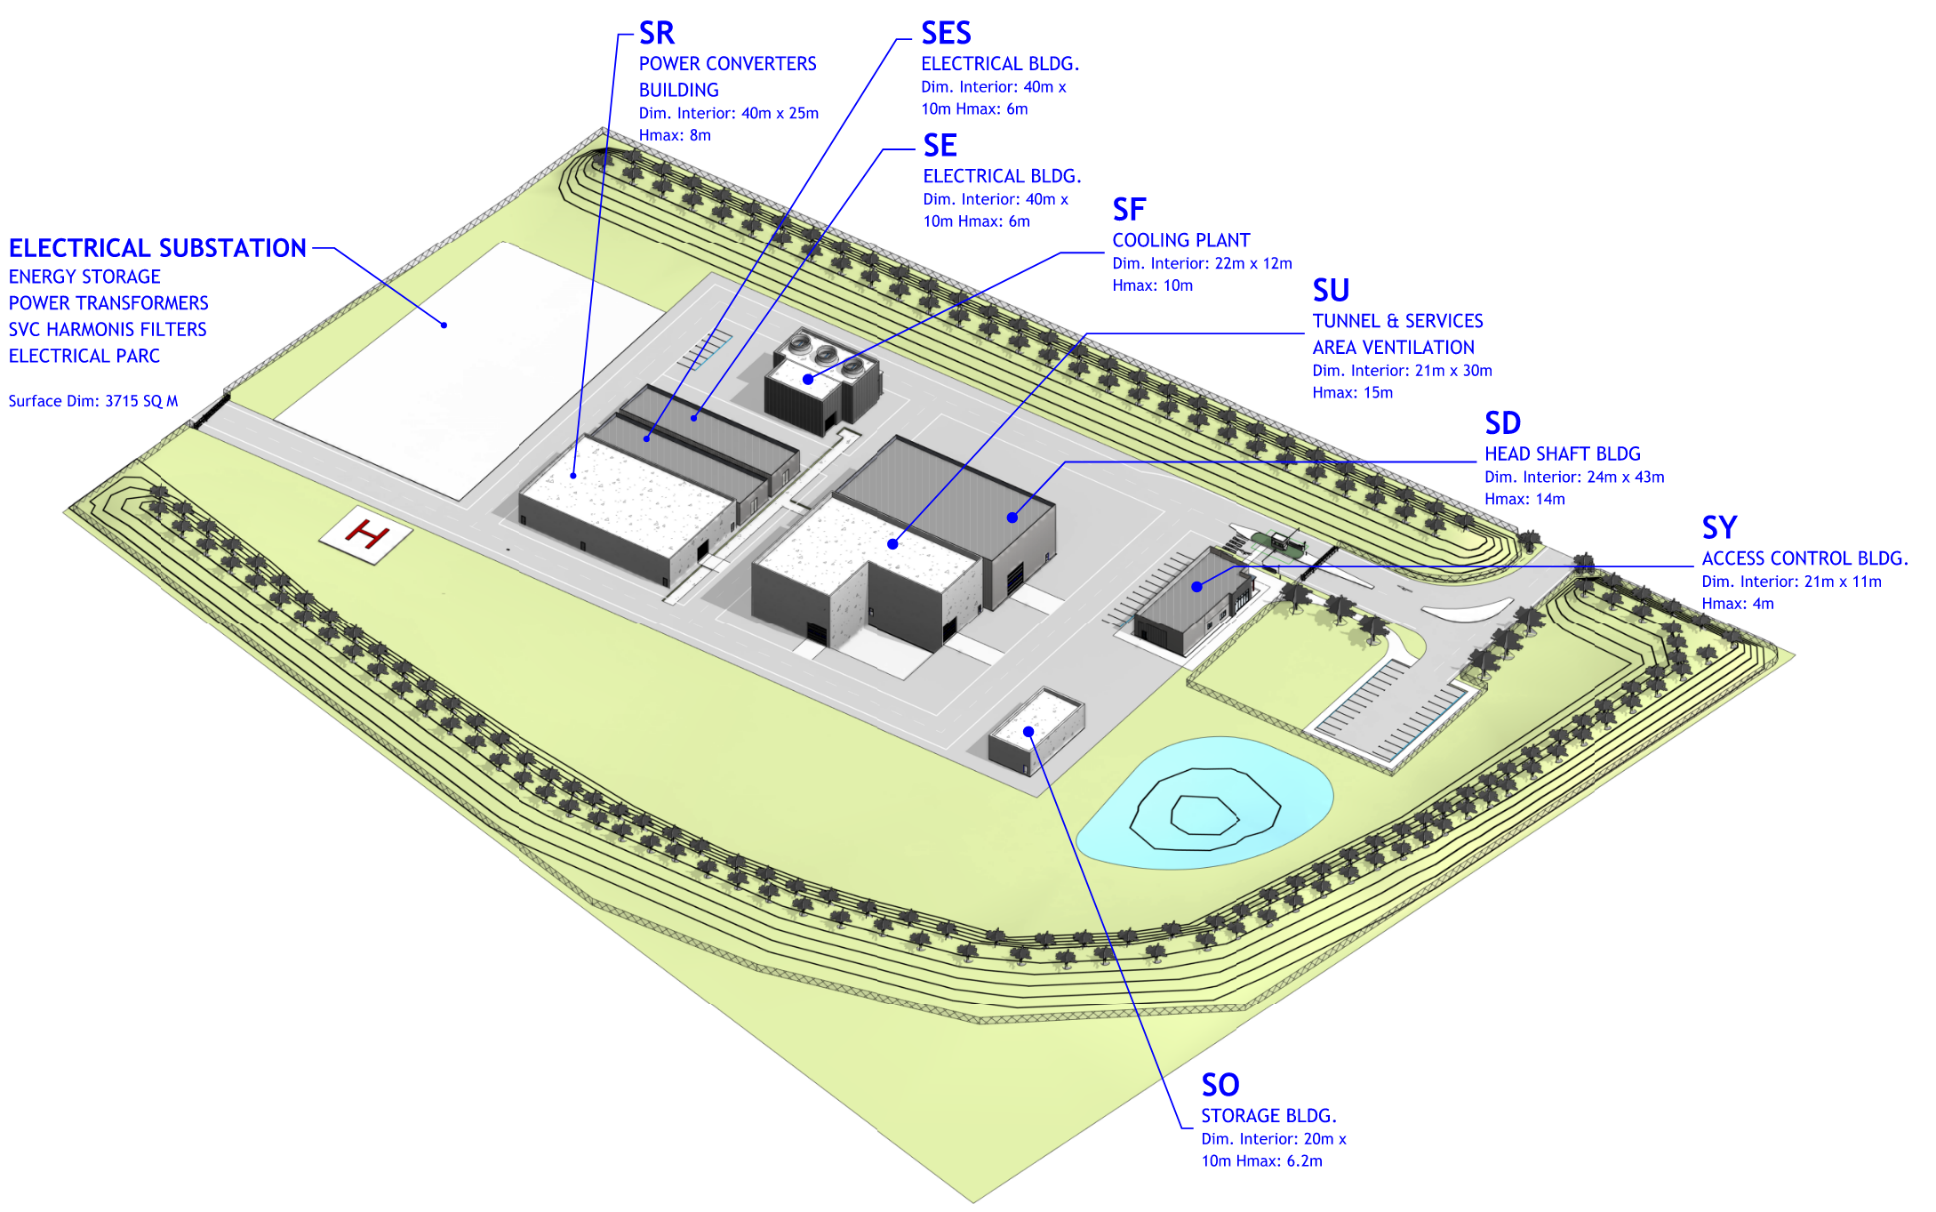 SR
POWER CONVERTERS
BUILDING
Dim. Interior: 40m x 25m
Hmax: 8m
SES
ELECTRICAL BLDG.
Dim. Interior: 40m x
10m Hmax: 6m
SE
ELECTRICAL BLDG.
Dim. Interior: 40m x
10m Hmax: 6m
SF
COOLING PLANT
Dim. Interior: 22m x 12m
Hmax: 10m
ELECTRICAL SUBSTATION
ENERGY STORAGE
POWER TRANSFORMERS
SVC HARMONIS FILTERS
ELECTRICAL PARC
Surface Dim: 3715 SQ M
SU
TUNNEL & SERVICES
AREA VENTILATION
Dim. Interior: 21m x 30m
Hmax: 15m
SD
HEAD SHAFT BLDG
Dim. Interior: 24m x 43m
Hmax: 14m
SY
ACCESS CONTROL BLDG.
Dim. Interior: 21m x 11m
Hmax: 4m
H
SO
STORAGE BLDG.
Dim. Interior: 20m x
10m Hmax: 6.2m